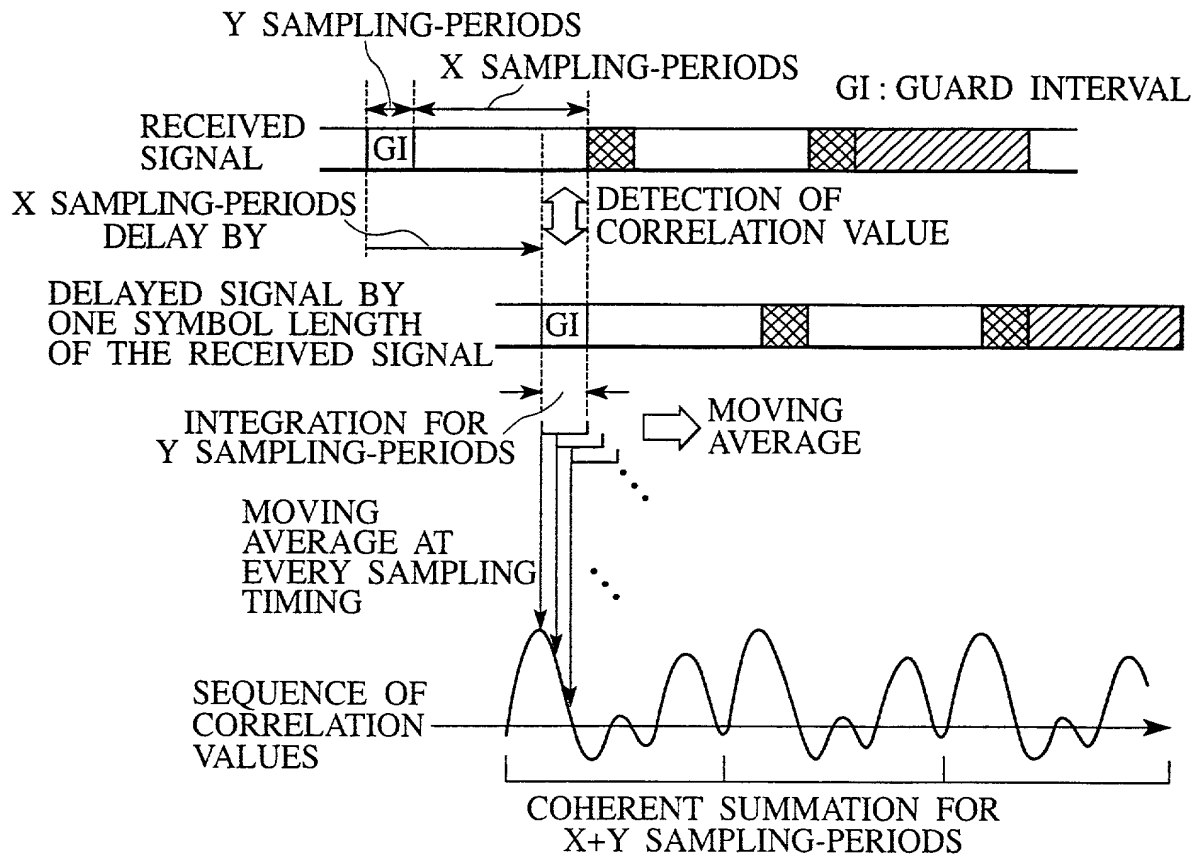 Y SAMPLING-PERIODS
X SAMPLING-PERIODS
GI : GUARD INTERVAL
RECEIVED
SIGNAL
GI
X SAMPLING-PERIODS
DELAY BY
DETECTION OF
CORRELATION VALUE
DELAYED SIGNAL BY
ONE SYMBOL LENGTH
OF THE RECEIVED SIGNAL
GI
INTEGRATION FOR
Y SAMPLING-PERIODS
MOVING
AVERAGE
MOVING
AVERAGE AT
EVERY SAMPLING
TIMING
SEQUENCE OF
CORRELATION
VALUES
COHERENT SUMMATION FOR
X+Y SAMPLING-PERIODS